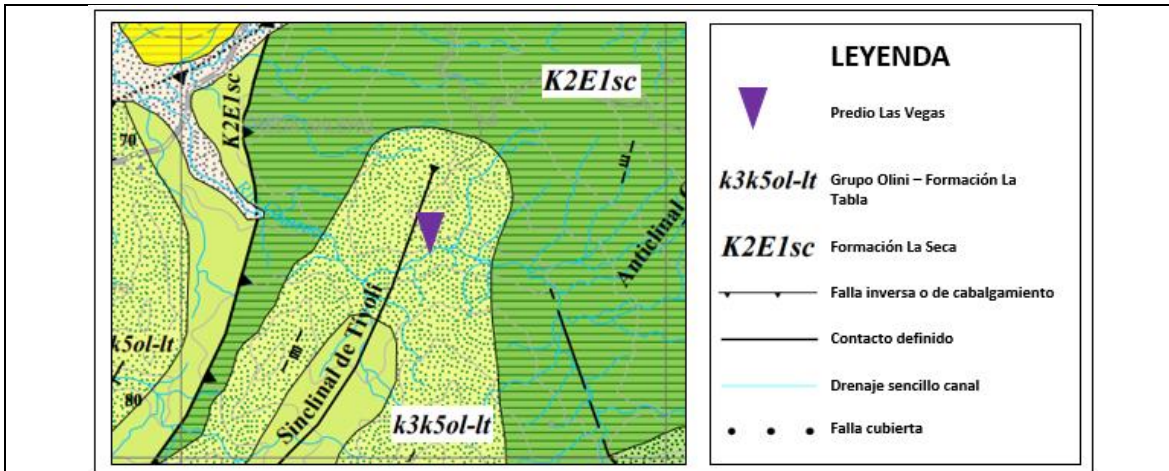 K2E1sc
K2E1sc
70
Anticlinal
Sinclinal de Tivoli
k5ol-lt
80
k3k5ol-lt
LEYENDA
Predio Las Vegas
k3k5ol-lt
Grupo Olini – Formación La
Tabla
K2E1sc
Formación La Seca
Falla inversa o de cabalgamiento
Contacto definido
Drenaje sencillo canal
Falla cubierta